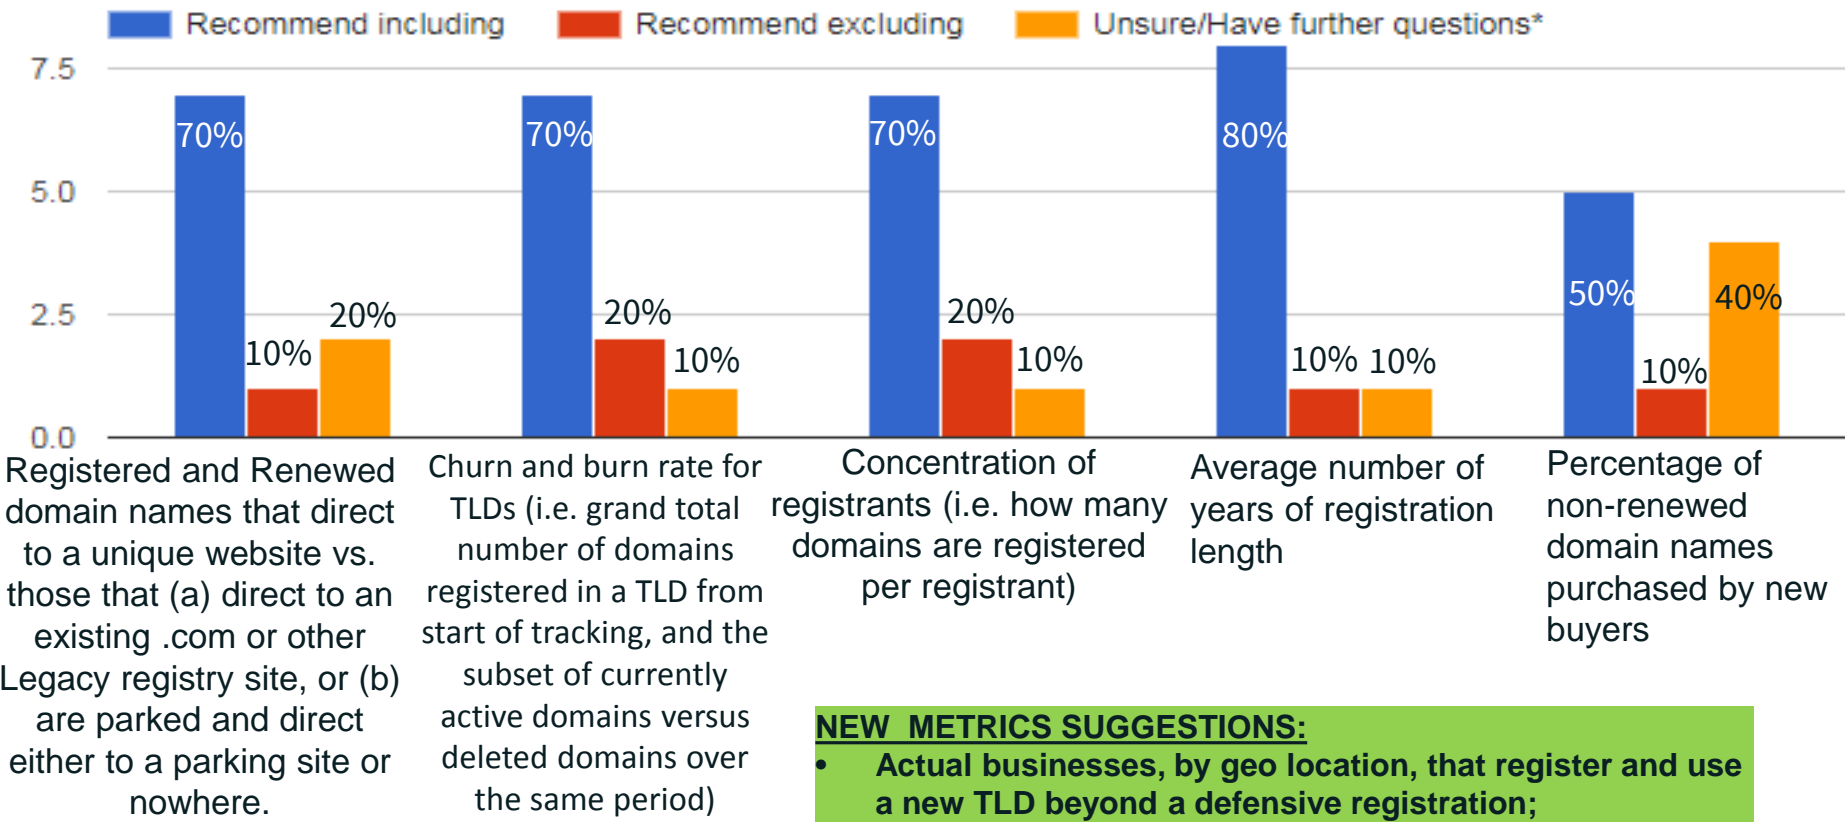 Recommend including Recommend excluding Unsure/Have further questions*
7.5
5.0
2.5
0.0
70%
10%
20%
70%
20%
10%
70%
20%
10%
80%
10%
10%
50%
10%
40%
Registered and Renewed
domain names that direct
to a unique website vs.
those that (a) direct to an
existing .com or other
Legacy registry site, or (b)
are parked and direct
either to a parking site or
nowhere.
Churn and burn rate for
TLDs (i.e. grand total
number of domains
registered in a TLD from
start of tracking, and the
subset of currently
active domains versus
deleted domains over
the same period)
Concentration of
registrants (i.e. how many
domains are registered
per registrant)
Average number of
years of registration
length
Percentage of
non-renewed
domain names
purchased by new
buyers
NEW METRICS SUGGESTIONS:
• Actual businesses, by geo location, that register and use
a new TLD beyond a defensive registration;